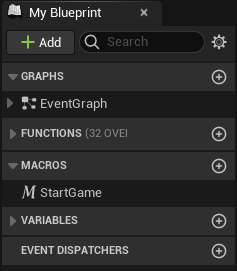 My Blueprint
Add
Search
GRAPHS
EventGraph
FUNCTIONS (32 OVEI
MACROS
StartGame
VARIABLES
EVENT DISPATCHERS